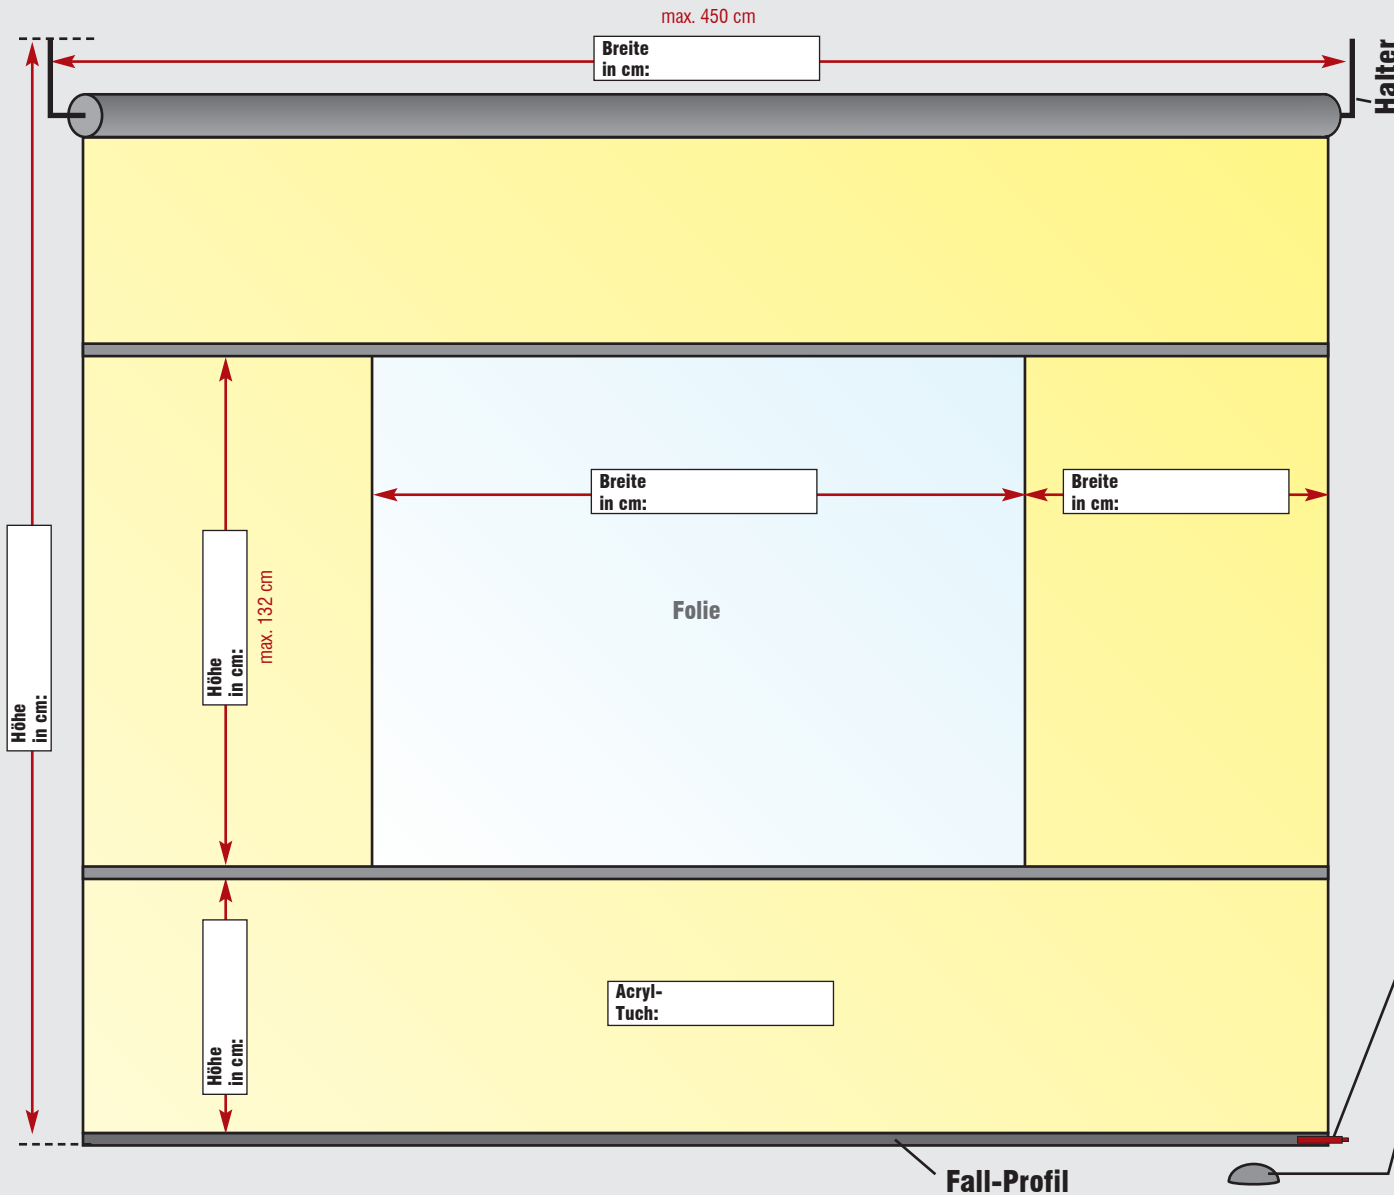 max. 450 cm
Breite
in cm:
Halter
Breite
in cm:
Breite
in cm:
Höhe
in cm:
max. 132 cm
Folie
Höhe
in cm:
Höhe
in cm:
Acryl-
Tuch:
Fall-Profil